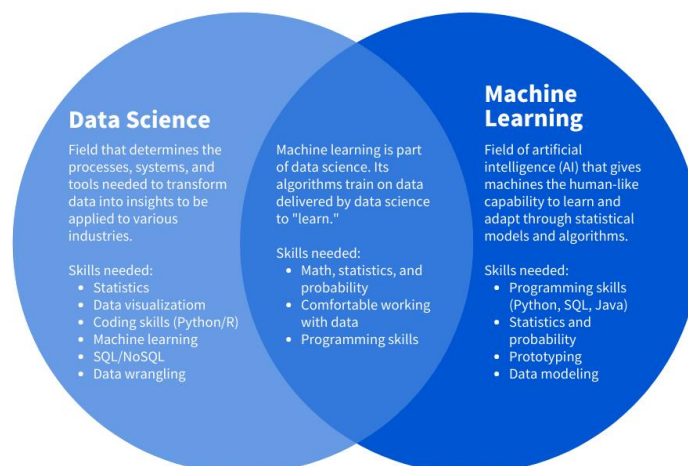 Data Science
Field that determines the
processes, systems, and
tools needed to transform
data into insights to be
applied to various
industries.
Skills needed:
• Statistics
• Data visualizatiom
• Coding skills (Python/R)
• Machine learning
• SQL/NoSQL
• Data wrangling
Machine learning is part
of data science. Its
algorithms train on data
delivered by data science
to "learn."
Skills needed:
• Math, statistics, and
probability
• Comfortable working
with data
• Programming skills
Machine
Learning
Field of artificial
intelligence (AI) that gives
machines the human-like
capability to learn and
adapt through statistical
models and algorithms.
Skills needed:
• Programming skills
(Python, SQL, Java)
• Statistics and
probability
• Prototyping
• Data modeling